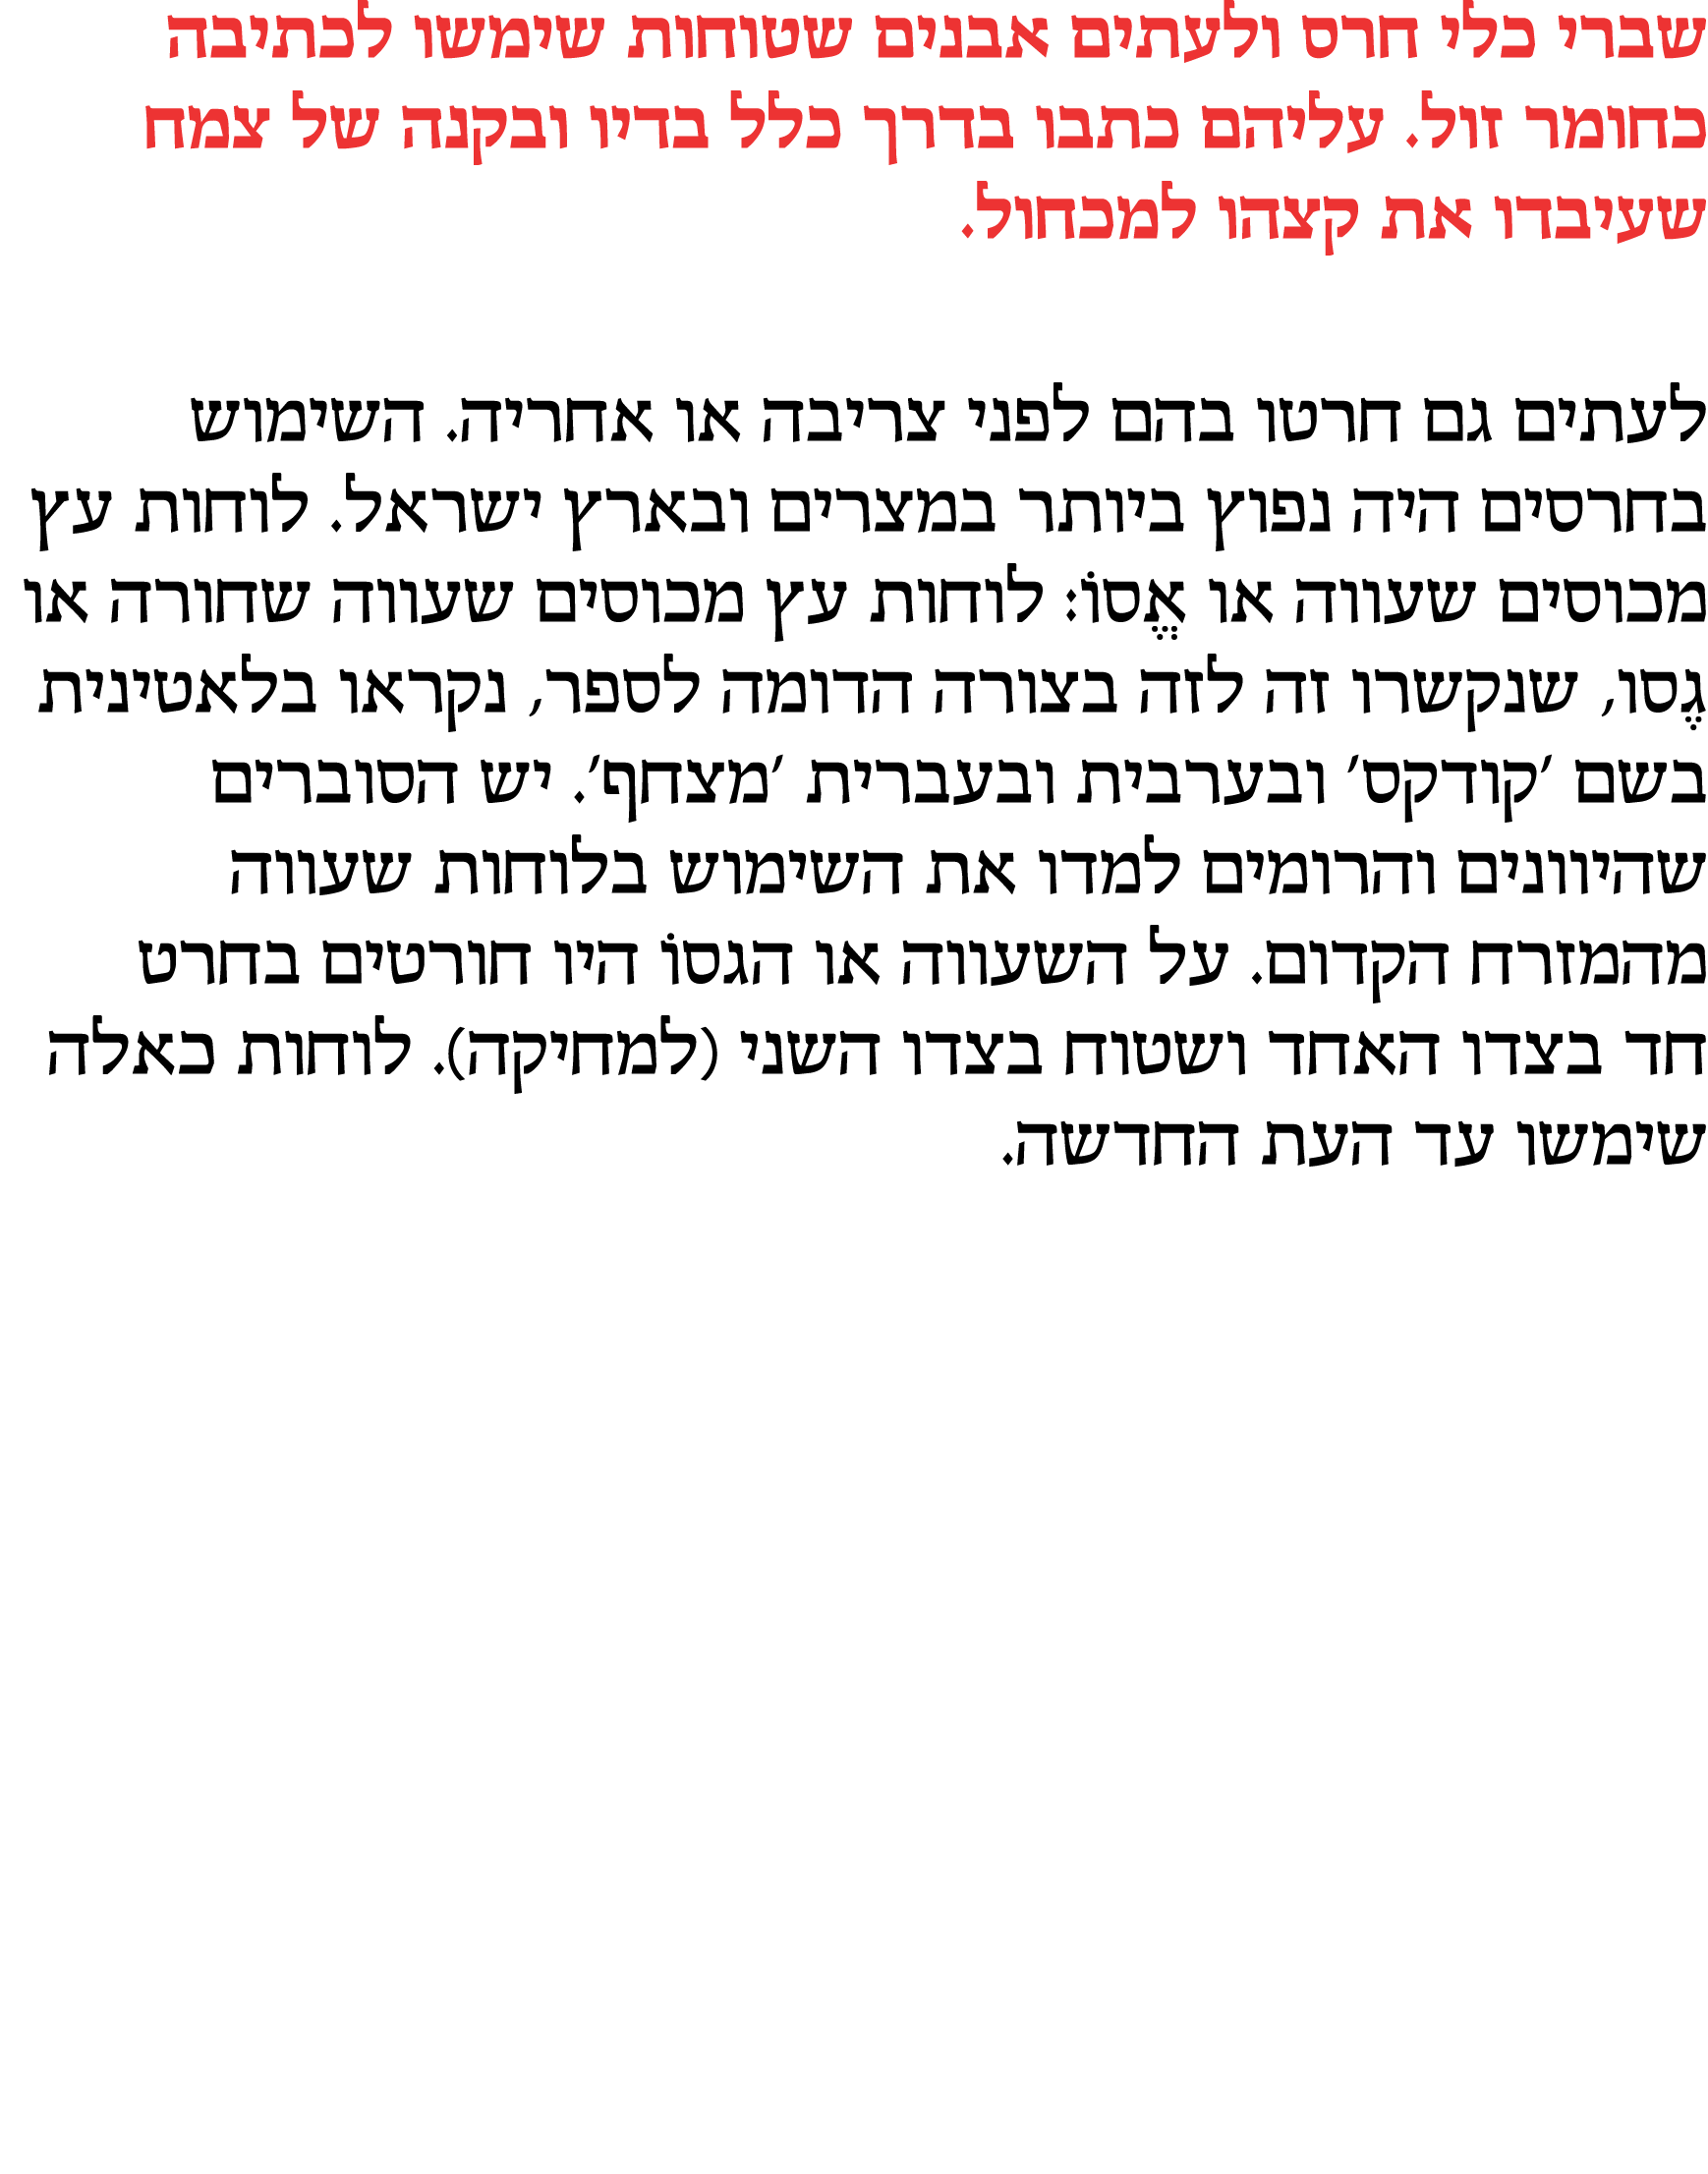 שברי כלי חרס ולעתים אבנים שטוחות שימשו לכתיבה
כחומר זול. עליהם כתבו בדרך כלל בדיו ובקנה של צמח
שעיבדו את קצהו למכחול.
לעתים גם חרטו בהם לפני צריבה או אחריה. השימוש
בחרסים היה נפוץ ביותר במצרים ובארץ ישראל. לוחות עץ
מכוסים שעווה או אֱסוֹ: לוחות עץ מכוסים שעווה שחורה או
גֶסו, שנקשרו זה לזה בצורה הדומה לספר, נקראו בלאטינית
בשם ׳קודקס׳ ובערבית ובעברית ׳מצחף׳. יש הסוברים
שהיוונים והרומים למדו את השימוש בלוחות שעווה
מהמזרח הקדום. על השעווה או הגסוֹ היו חורטים בחרט
חד בצדו האחד ושטוח בצדו השני (למחיקה). לוחות כאלה
שימשו עד העת החדשה.